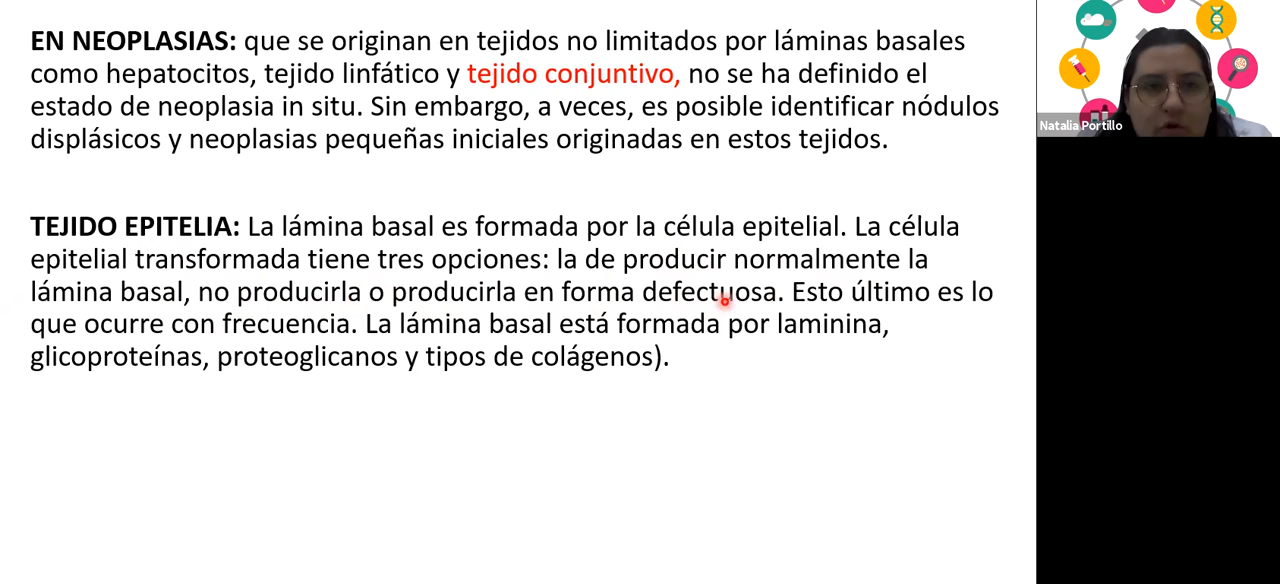 EN NEOPLASIAS: que se originan en tejidos no limitados por láminas basales
como hepatocitos, tejido linfático y tejido conjuntivo, no se ha definido el
estado de neoplasia in situ. Sin embargo, a veces, es posible identificar nódulos
displásicos y neoplasias pequeñas iniciales originadas en estos tejidos.
TEJIDO EPITELIA: La lámina basal es formada por la célula epitelial. La célula
epitelial transformada tiene tres opciones: la de producir normalmente la
lámina basal, no producirla o producirla en forma defectuosa. Esto último es lo
que ocurre con frecuencia. La lámina basal está formada por laminina,
glicoproteínas, proteoglicanos y tipos de colágenos).
Natalia Portillo